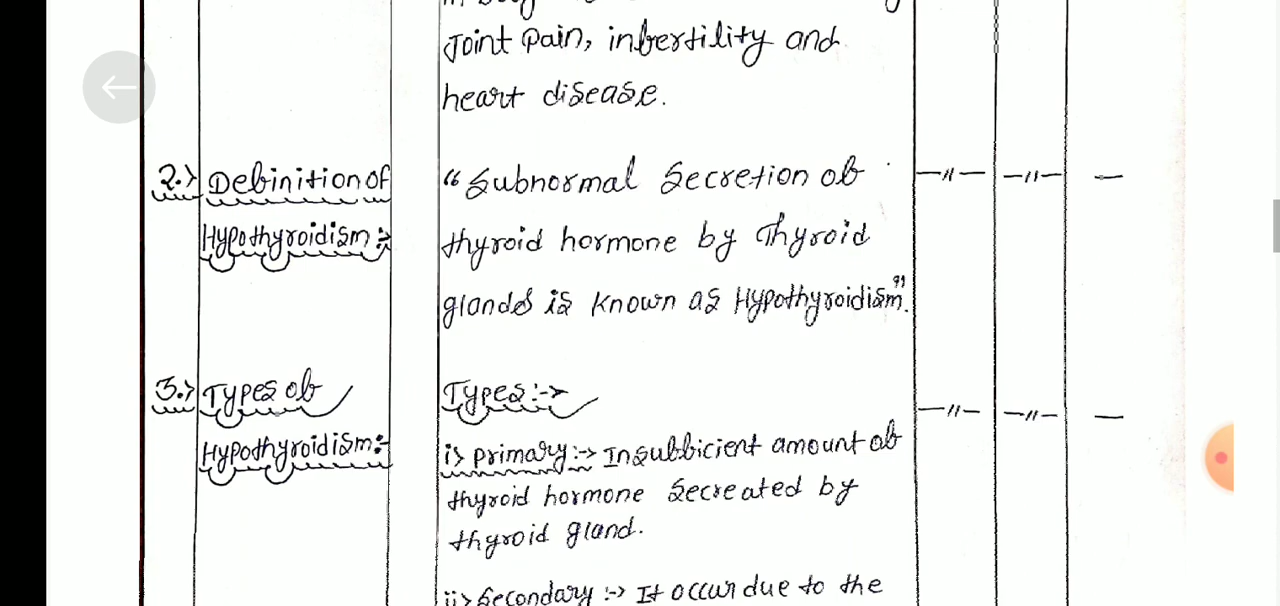 Joint Pain, infertility and
heart disease.
2.> Definition of
Hypothyroidism :-
"Subnormal Secretion of
thyroid hormone by Thyroid
glands is known as Hypothyroidism".
—"— —"— —
3.> Types of
Hypothyroidism:-
Types :->
i> primary :-> Insufficient amount of
thyroid hormone Secreated by
thyroid gland.
ii> Secondary :-> It occur due to the
—"— —"— —